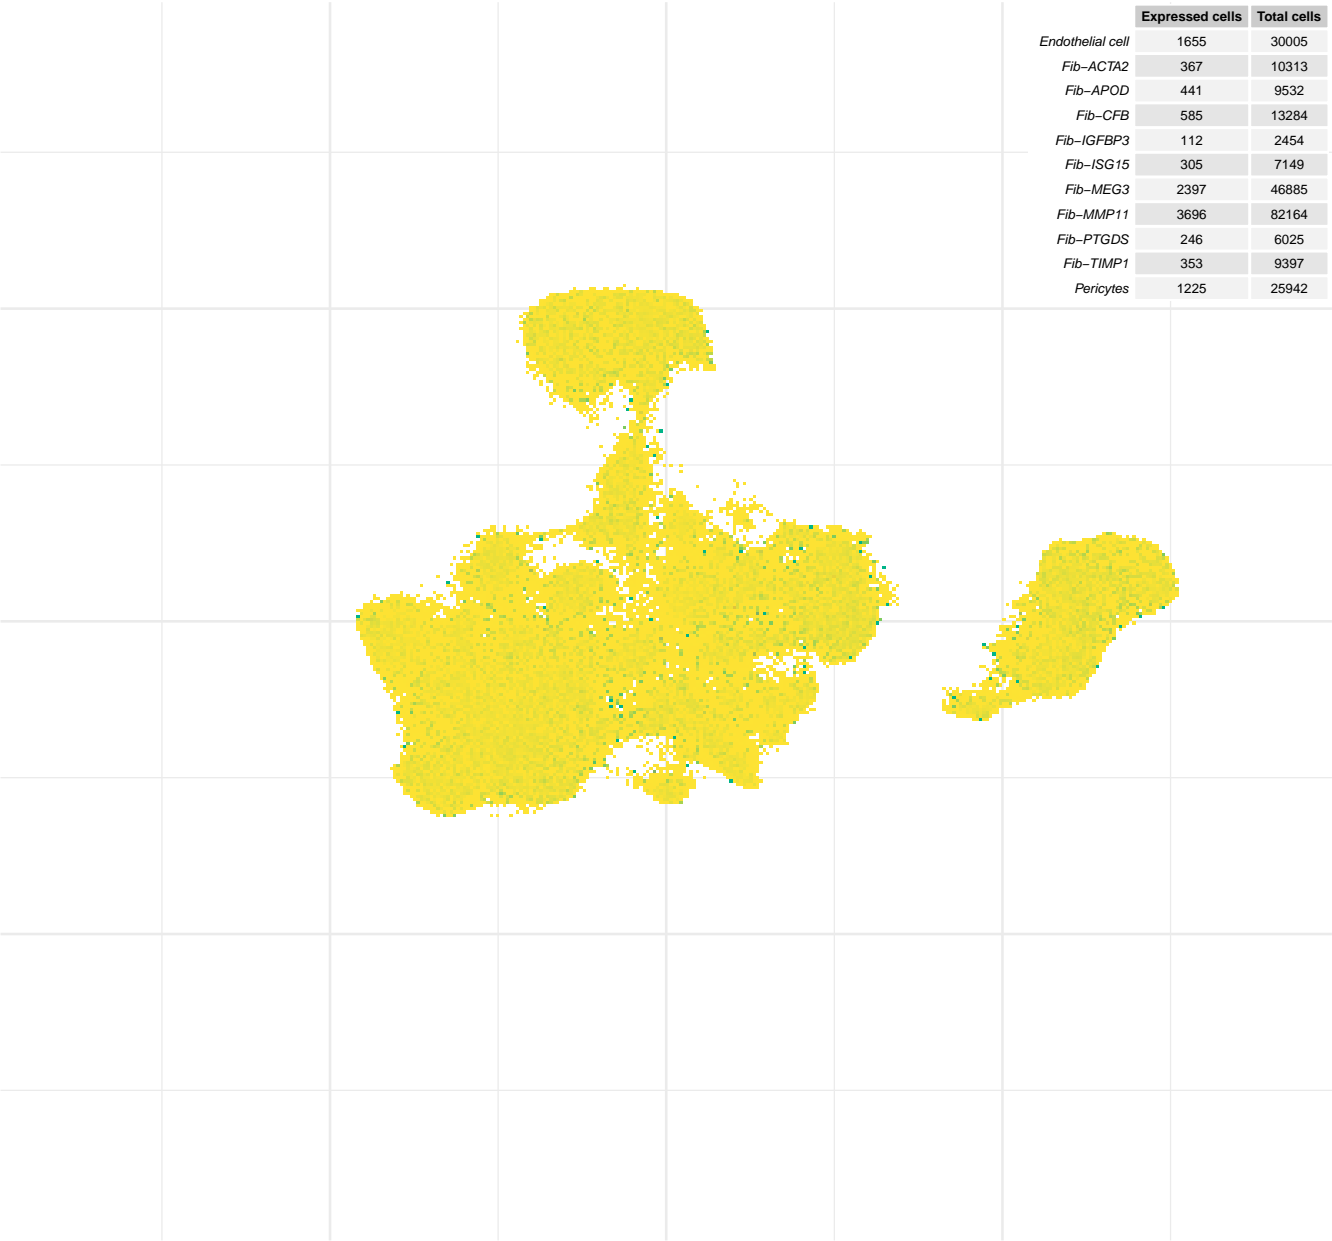 Expressed cells Total cells
Endothelial cell 1655 30005
Fib−ACTA2 367 10313
Fib−APOD 441 9532
Fib−CFB 585 13284
Fib−IGFBP3 112 2454
Fib−ISG15 305 7149
Fib−MEG3 2397 46885
Fib−MMP11 3696 82164
Fib−PTGDS 246 6025
Fib−TIMP1 353 9397
Pericytes 1225 25942